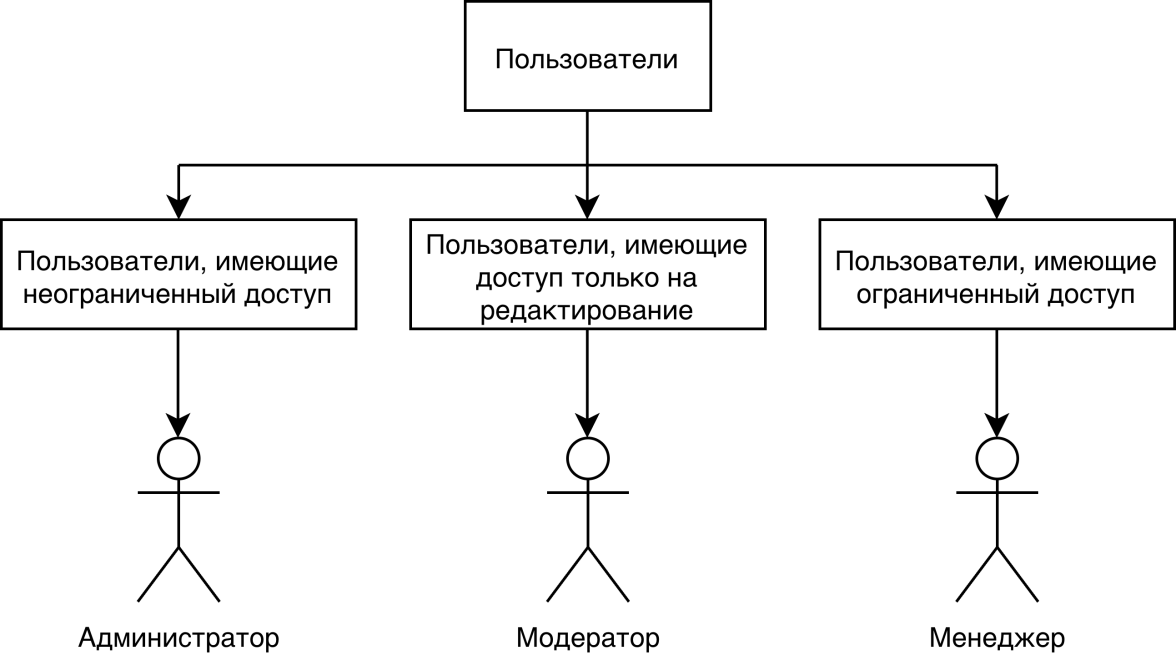 Пользователи
Пользователи, имеющие
неограниченный доступ
Пользователи, имеющие
доступ только на
редактирование
Пользователи, имеющие
ограниченный доступ
Администратор
Модератор
Менеджер